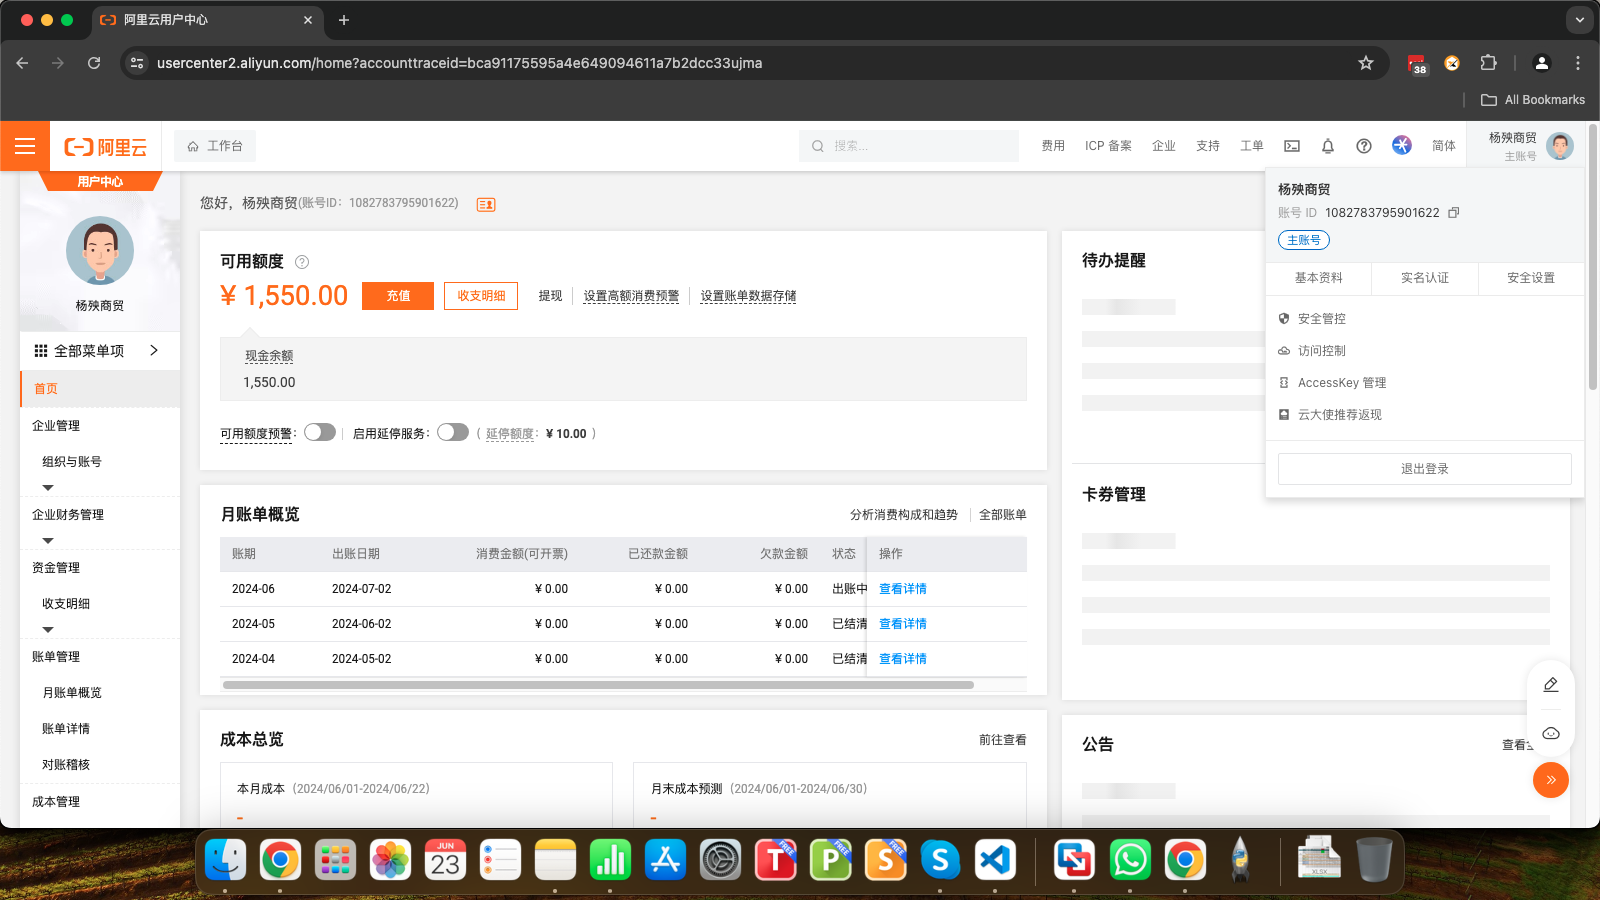 阿里云用户中心
usercenter2.aliyun.com/home?accounttraceid=bca91175595a4e649094611a7b2dcc33ujma
38
All Bookmarks
阿里云
工作台
搜索...
费用
ICP 备案
企业
支持
工单
简体
杨殃商贸
主账号
用户中心
杨殃商贸
全部菜单项
首页
企业管理
组织与账号
企业财务管理
资金管理
收支明细
账单管理
月账单概览
账单详情
对账稽核
成本管理
您好，杨殃商贸(账号ID：1082783795901622)
可用额度
¥ 1,550.00
充值
收支明细
提现
设置高额消费预警
设置账单数据存储
现金余额
1,550.00
可用额度预警：
启用延停服务：
( 延停额度：¥ 10.00 )
月账单概览
分析消费构成和趋势
全部账单
账期 出账日期 消费金额(可开票) 已还款金额 欠款金额 状态 操作
2024-06 2024-07-02 ¥ 0.00 ¥ 0.00 ¥ 0.00 出账中 查看详情
2024-05 2024-06-02 ¥ 0.00 ¥ 0.00 ¥ 0.00 已结清 查看详情
2024-04 2024-05-02 ¥ 0.00 ¥ 0.00 ¥ 0.00 已结清 查看详情
成本总览
前往查看
本月成本 (2024/06/01-2024/06/22)
-
月末成本预测 (2024/06/01-2024/06/30)
-
待办提醒
卡券管理
公告
查看
杨殃商贸
账号 ID 1082783795901622
主账号
基本资料
实名认证
安全设置
安全管控
访问控制
AccessKey 管理
云大使推荐返现
退出登录
JUN
23
T
FREE
P
FREE
S
FREE
S
XLSX